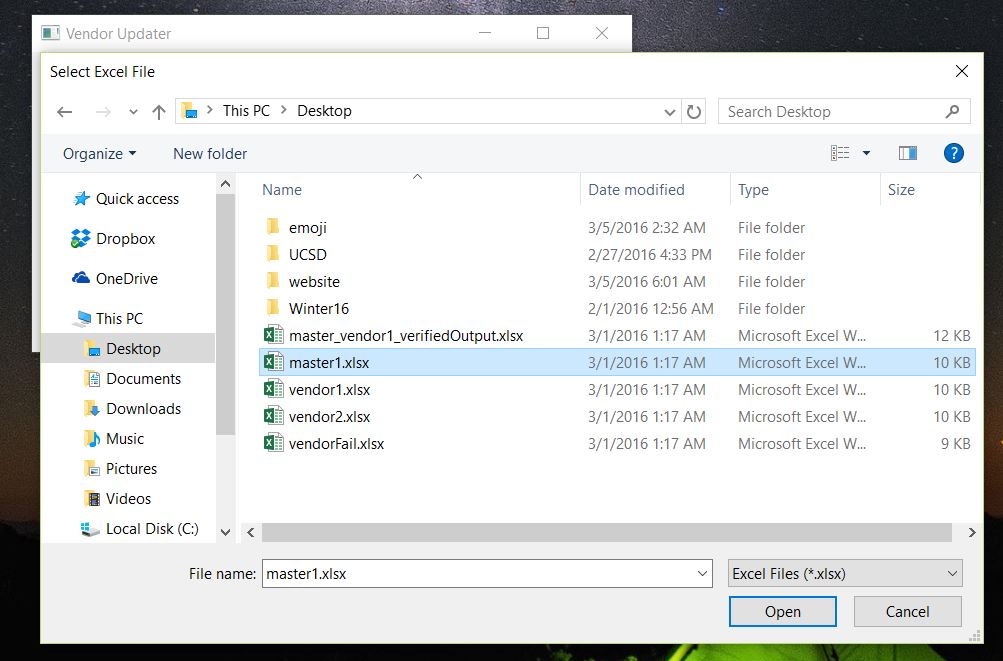 Vendor Updater
Select Excel File
This PC > Desktop
Search Desktop
Organize
New folder
?
Name Date modified Type Size
Quick access
Dropbox
OneDrive
This PC
Desktop
Documents
Downloads
Music
Pictures
Videos
Local Disk (C:)
emoji 3/5/2016 2:32 AM File folder
UCSD 2/27/2016 4:33 PM File folder
website 3/5/2016 6:01 AM File folder
Winter16 2/1/2016 12:56 AM File folder
master_vendor1_verifiedOutput.xlsx 3/1/2016 1:17 AM Microsoft Excel W... 12 KB
master1.xlsx 3/1/2016 1:17 AM Microsoft Excel W... 10 KB
vendor1.xlsx 3/1/2016 1:17 AM Microsoft Excel W... 10 KB
vendor2.xlsx 3/1/2016 1:17 AM Microsoft Excel W... 10 KB
vendorFail.xlsx 3/1/2016 1:17 AM Microsoft Excel W... 9 KB
File name: master1.xlsx Excel Files (*.xlsx)
Open Cancel